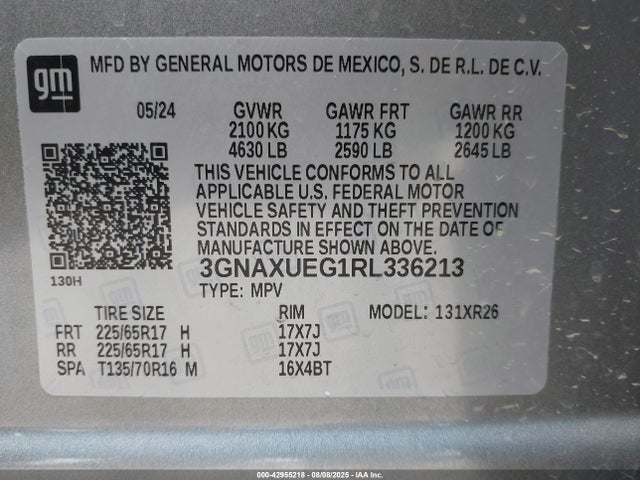 gm
MFD BY GENERAL MOTORS DE MEXICO, S. DE R.L. DE C.V.
05/24 GVWR GAWR FRT GAWR RR
2100 KG 1175 KG 1200 KG
4630 LB 2590 LB 2645 LB
THIS VEHICLE CONFORMS TO ALL
APPLICABLE U.S. FEDERAL MOTOR
VEHICLE SAFETY AND THEFT PREVENTION
STANDARDS IN EFFECT ON THE DATE OF
MANUFACTURE SHOWN ABOVE.
130H
3GNAXUEG1RL336213
TYPE: MPV
TIRE SIZE RIM MODEL: 131XR26
FRT 225/65R17 H 17X7J
RR 225/65R17 H 17X7J
SPA T135/70R16 M 16X4BT
000-42955218 - 08/08/2025 - IAA Inc.